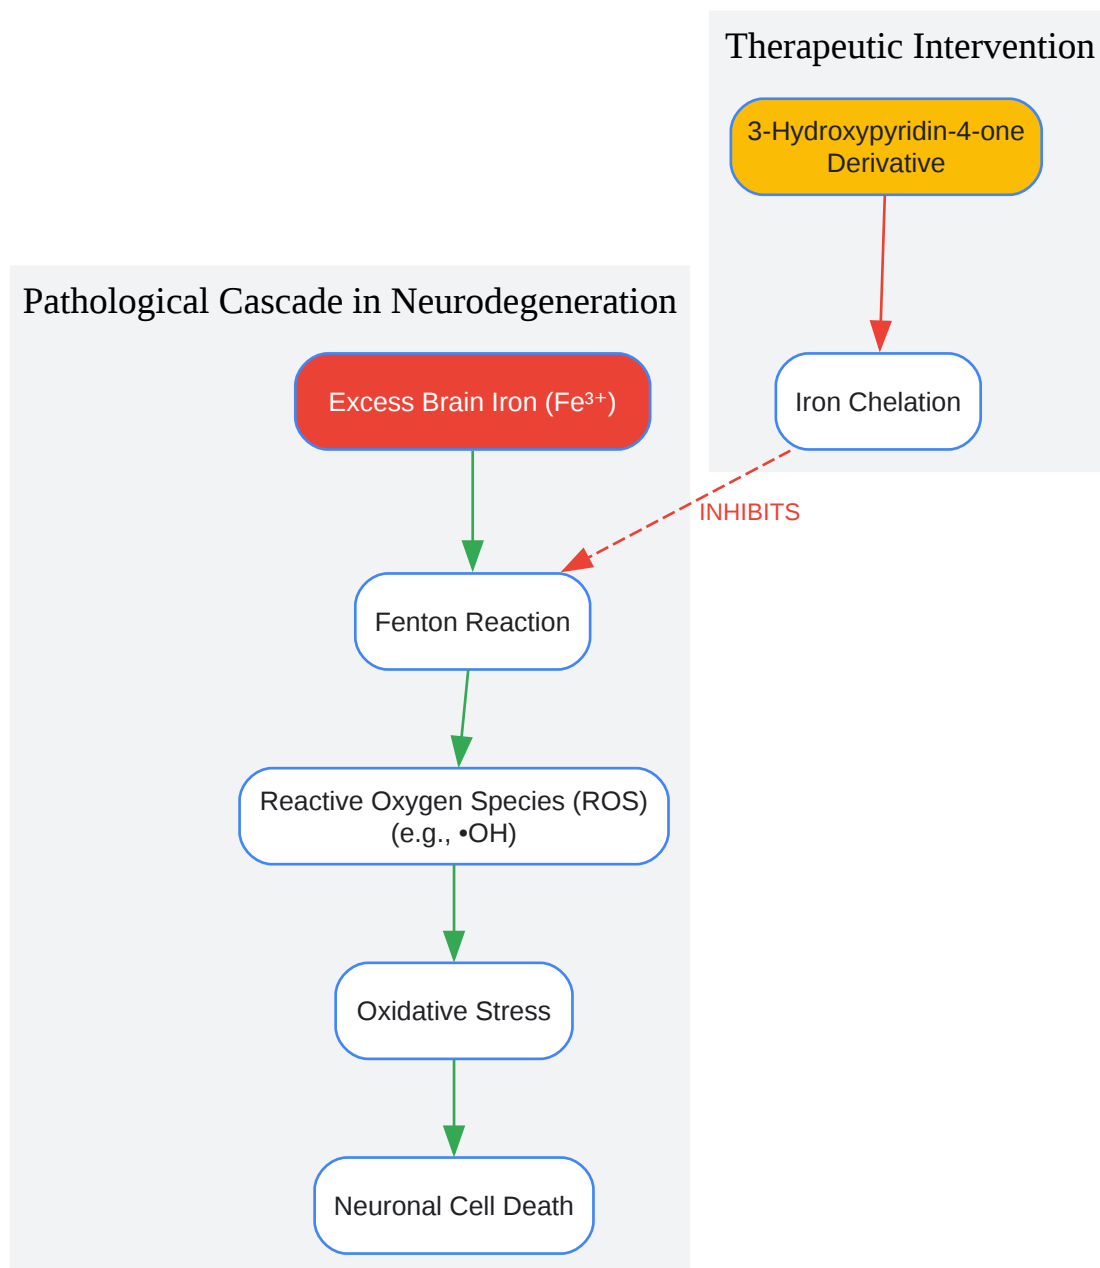 Therapeutic Intervention
3-Hydroxypyridin-4-one
Derivative
Iron Chelation
INHIBITS
Pathological Cascade in Neurodegeneration
Excess Brain Iron (Fe³⁺)
Fenton Reaction
Reactive Oxygen Species (ROS)
(e.g., •OH)
Oxidative Stress
Neuronal Cell Death